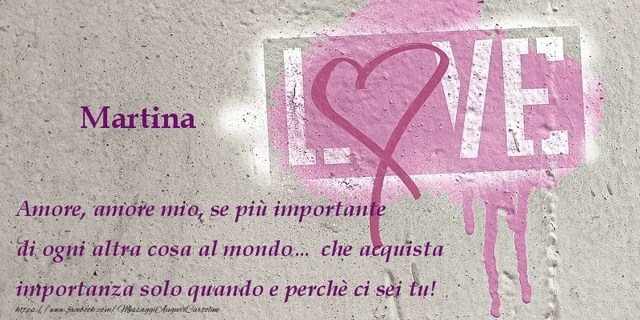 LOVE
Martina
Amore, amore mio, se più importante
di ogni altra cosa al mondo... che acquista
importanza solo quando e perchè ci sei tu!
https://www.facebook.com/MessaggiAuguriCartoline